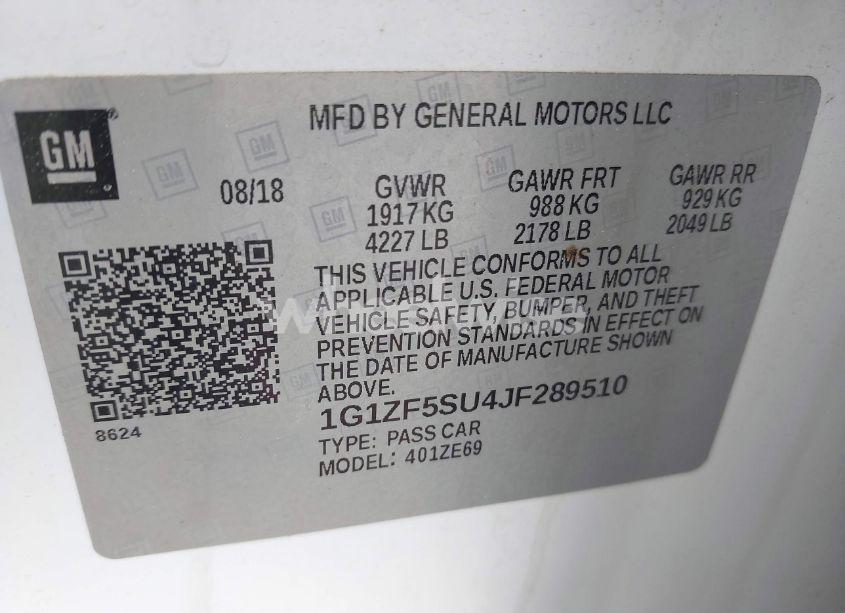 MFD BY GENERAL MOTORS LLC
GM
08/18
GVWR
1917 KG
4227 LB
GAWR FRT
988 KG
2178 LB
GAWR RR
929 KG
2049 LB
THIS VEHICLE CONFORMS TO ALL
APPLICABLE U.S. FEDERAL MOTOR
VEHICLE SAFETY, BUMPER, AND THEFT
PREVENTION STANDARDS IN EFFECT ON
THE DATE OF MANUFACTURE SHOWN
ABOVE.
8624
1G1ZF5SU4JF289510
TYPE: PASS CAR
MODEL: 401ZE69